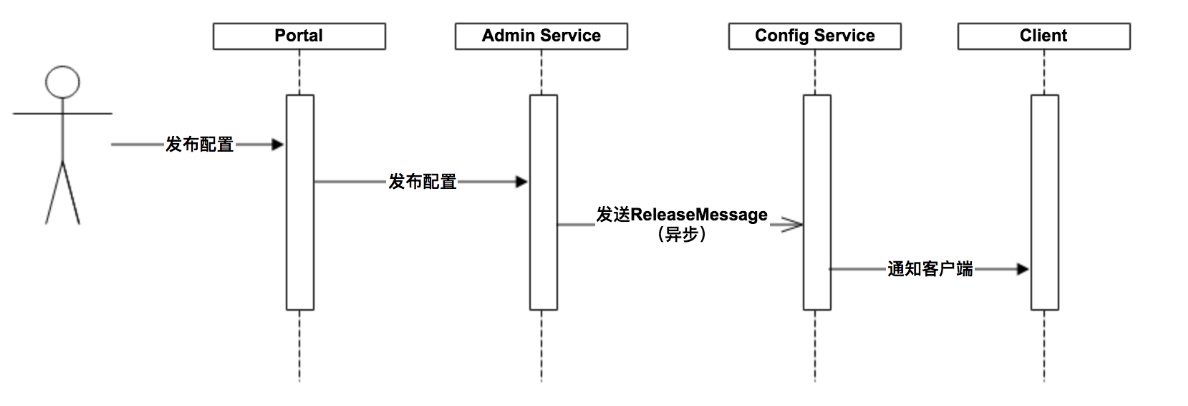 Portal
Admin Service
Config Service
Client
发布配置
发布配置
发送ReleaseMessage
（异步）
通知客户端